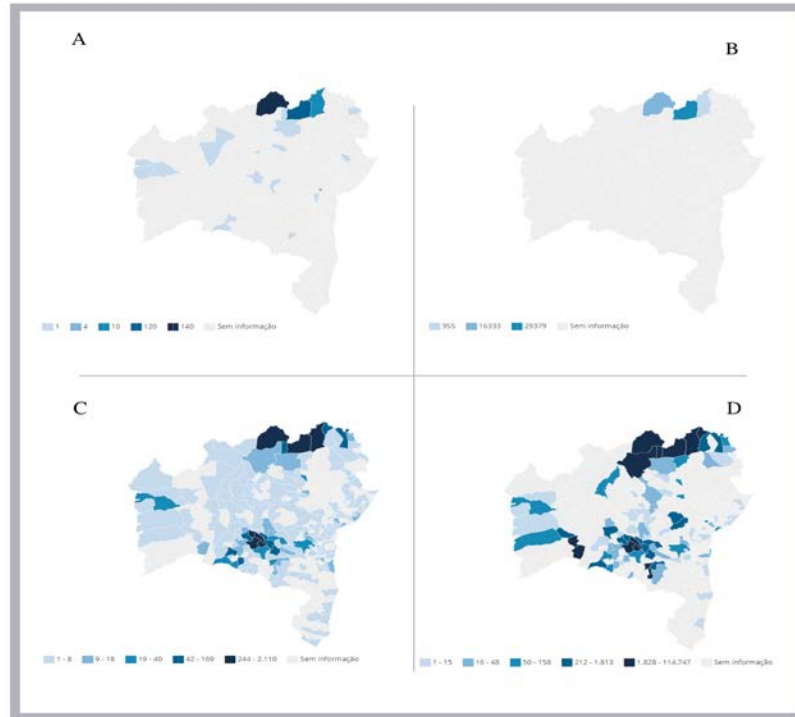 A
B
1 4 10 120 140 Sem informação
955 16333 29379 Sem informação
C
D
1 - 8 9 - 18 19 - 40 42 - 169 244 - 2.110 Sem informação
1 - 15 16 - 48 50 - 158 212 - 1.813 1.828 - 114.747 Sem informação